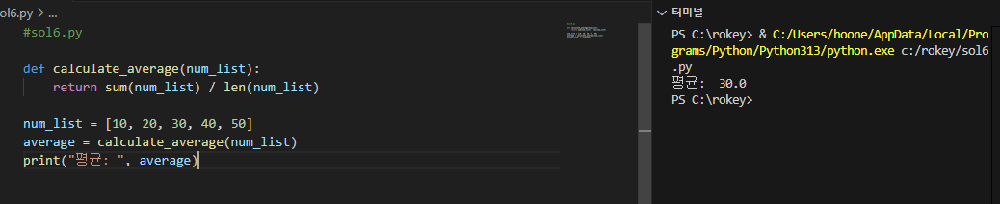 sol6.py > ...
#sol6.py
def calculate_average(num_list):
    return sum(num_list) / len(num_list)
num_list = [10, 20, 30, 40, 50]
average = calculate_average(num_list)
print("평균: ", average)
터미널
PS C:\rokey> & C:/Users/hoone/AppData/Local/Pro
grams/Python/Python313/python.exe c:/rokey/sol6
.py
평균:  30.0
PS C:\rokey>